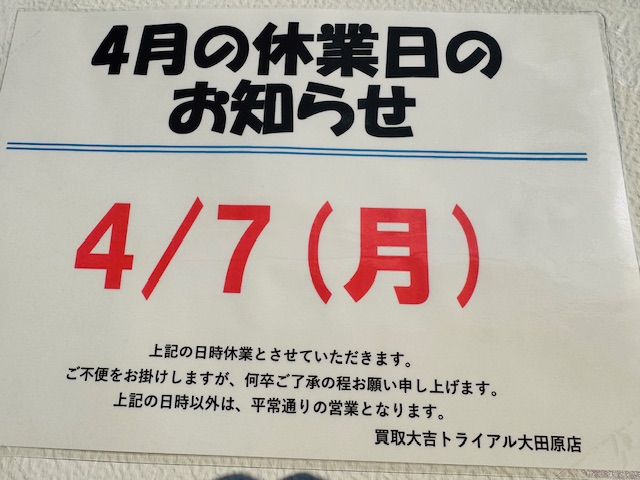 4月の休業日の
お知らせ
4/7(月)
上記の日時休業とさせていただきます。
ご不便をお掛けしますが、何卒ご了承の程お願い申し上げます。
上記の日時以外は、平常通りの営業となります。
買取大吉トライアル大田原店